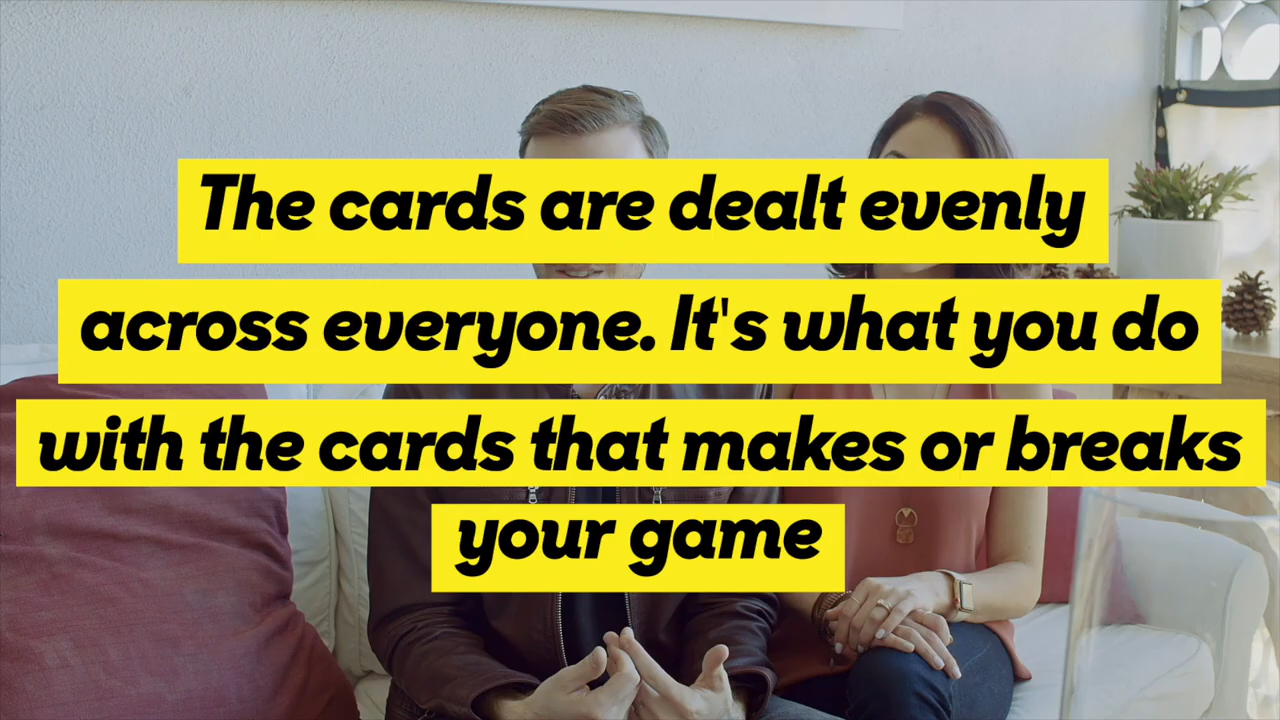 The cards are dealt evenly
across everyone. It's what you do
with the cards that makes or breaks
your game